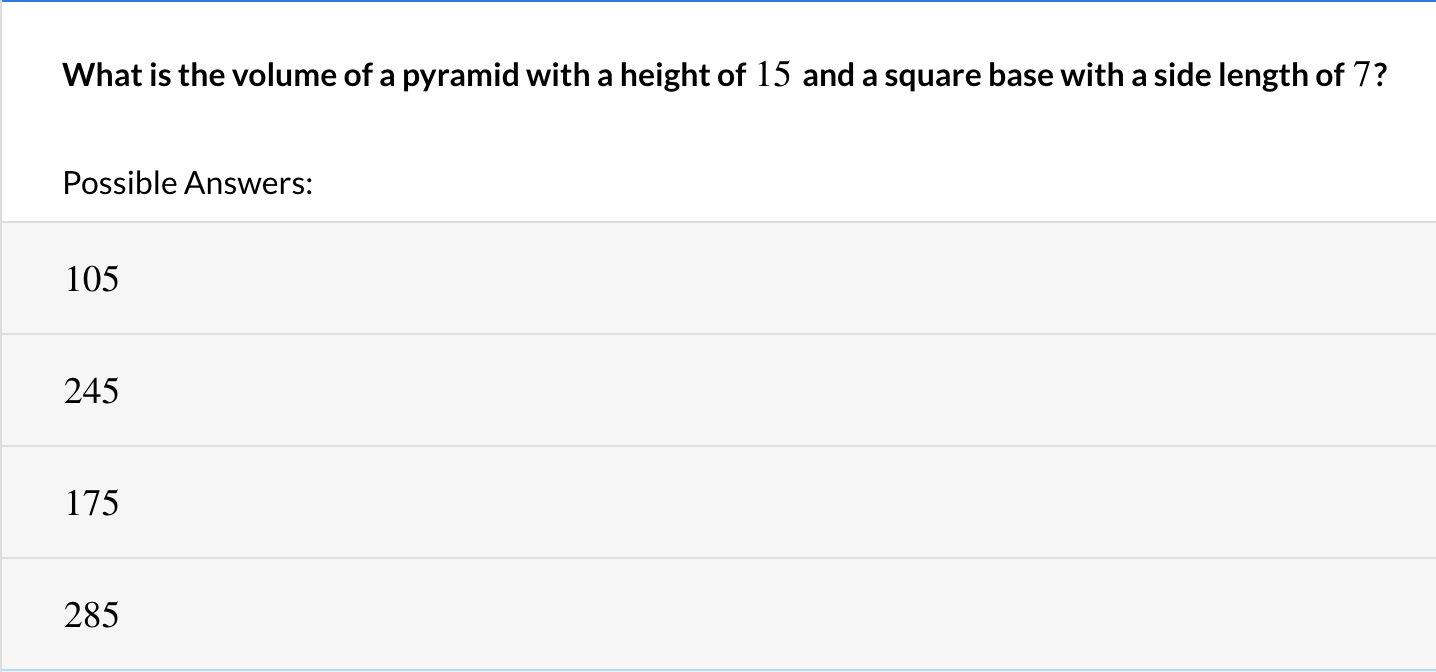 What is the volume of a pyramid with a height of 15 and a square base with a side length of 7?
Possible Answers:
105
245
175
285